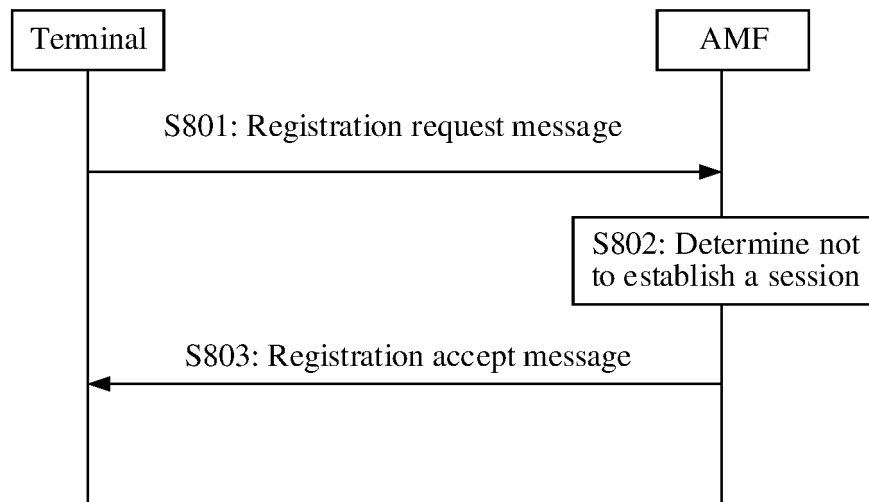 Terminal
AMF
S801: Registration request message
S802: Determine not
to establish a session
S803: Registration accept message